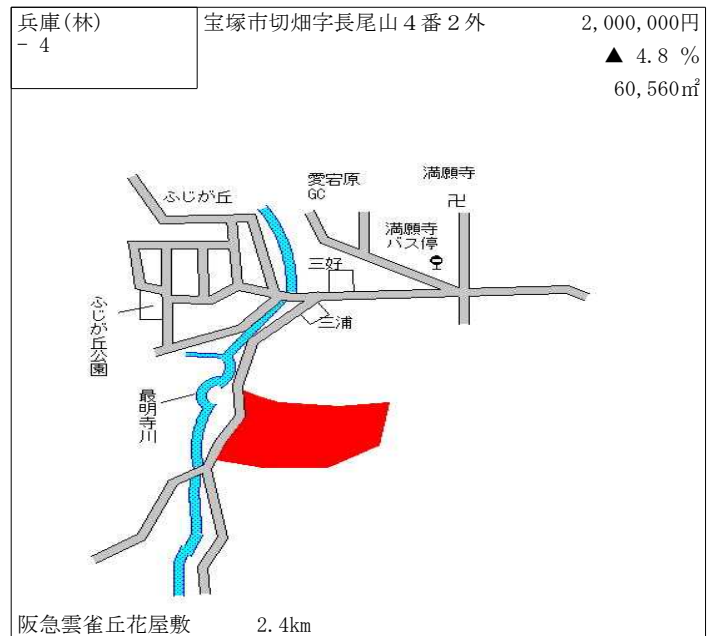 兵庫(林)
- 4
宝塚市切畑字長尾山４番２外
2,000,000円
▲ 4.8 %
60,560㎡
ふじが丘
愛宕原
GC
満願寺
卍
満願寺
バス停
三好
三浦
ふじが丘公園
最明寺川
阪急雲雀丘花屋敷 2.4km